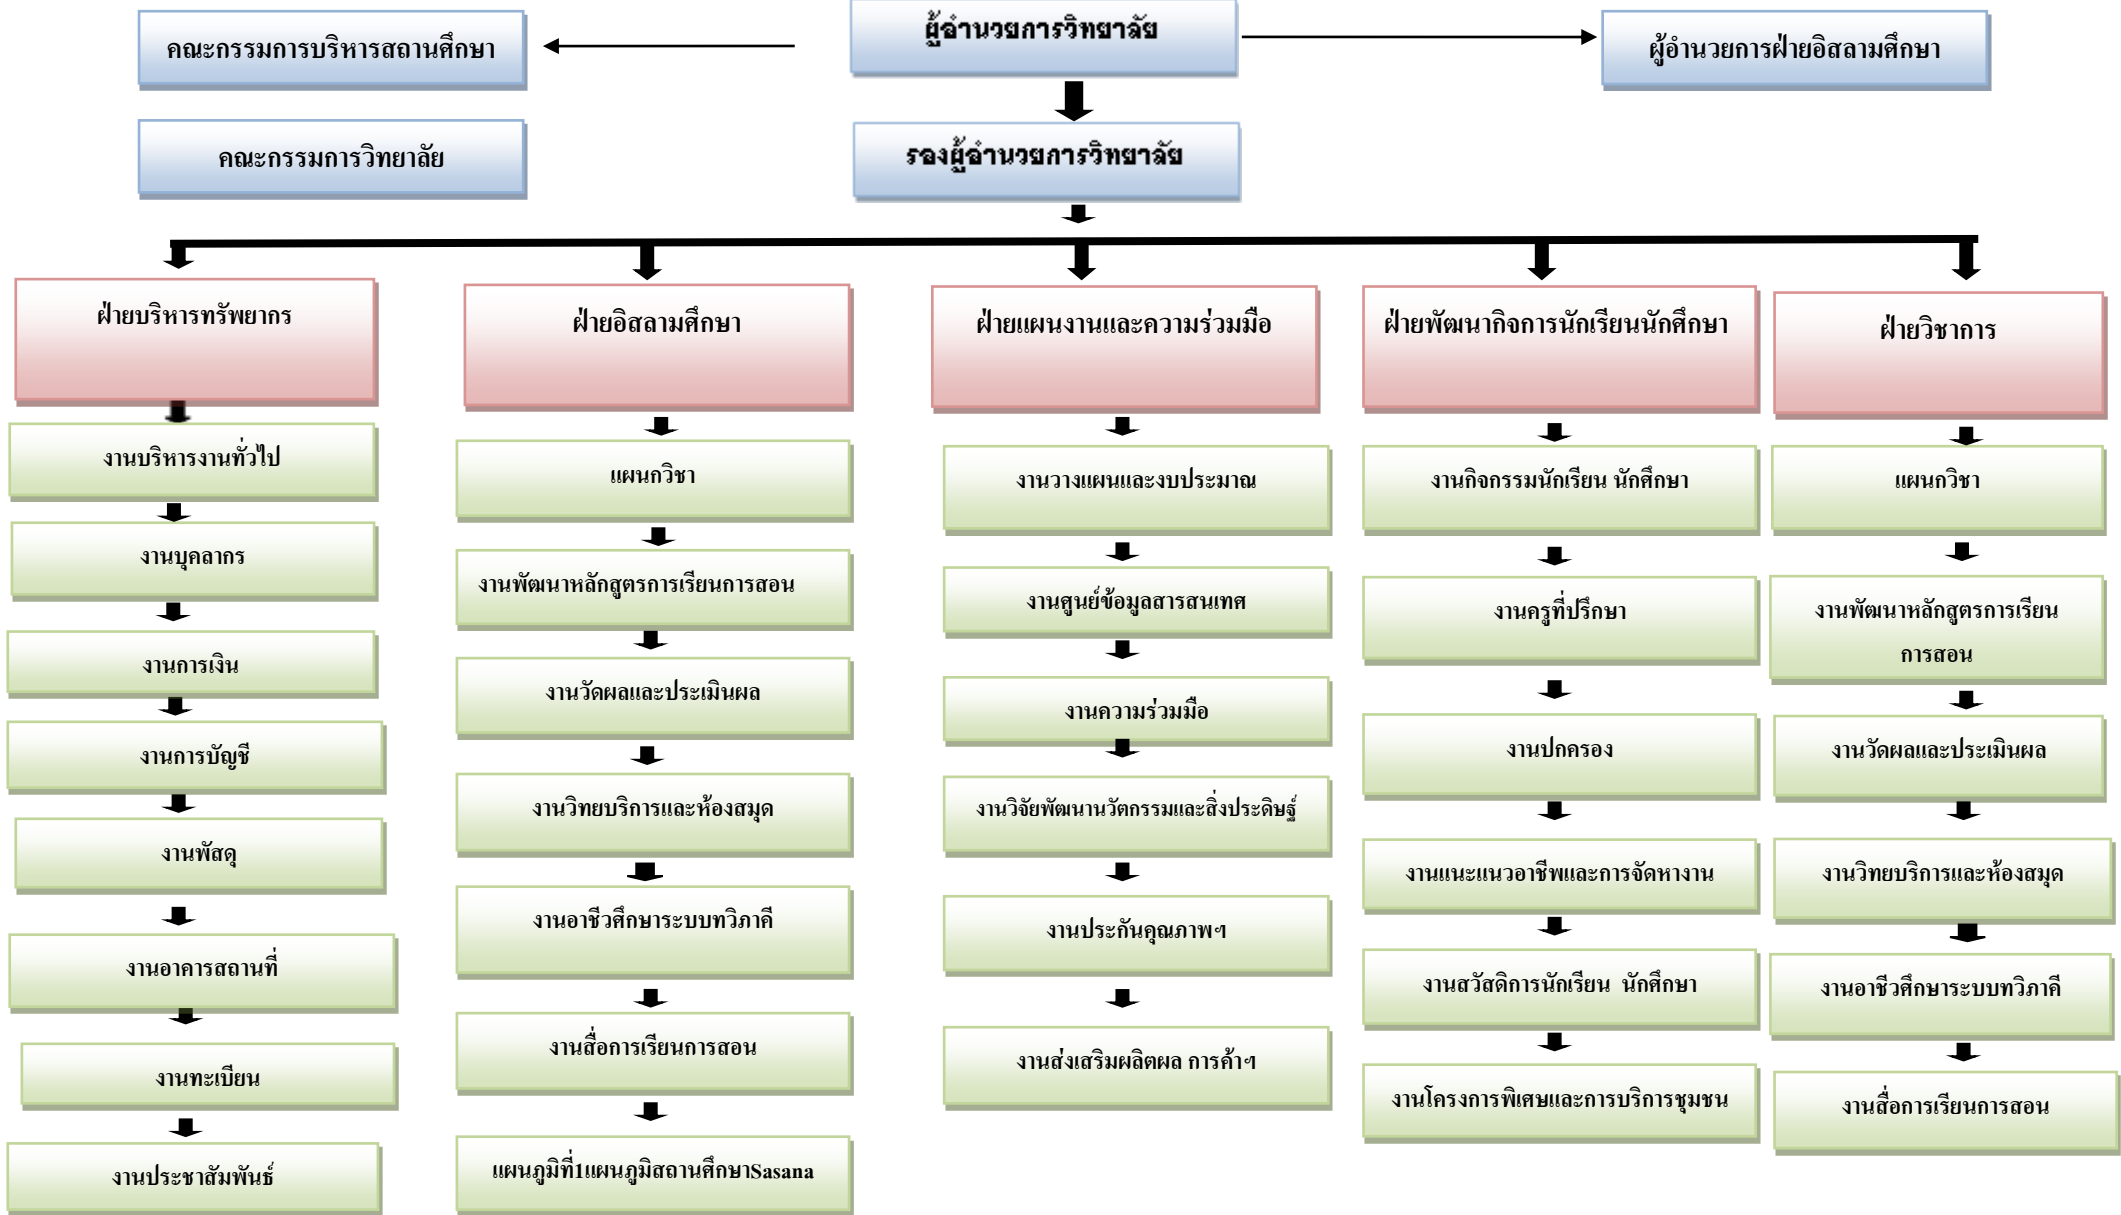 ผู้อำนวยการวิทยาลัย
คณะกรรมการบริหารสถานศึกษา
ผู้อำนวยการฝ่ายอิสลามศึกษา
คณะกรรมการวิทยาลัย
รองผู้อำนวยการวิทยาลัย
ฝ่ายบริหารทรัพยากร
งานบริหารงานทั่วไป
งานบุคลากร
งานการเงิน
งานการบัญชี
งานพัสดุ
งานอาคารสถานที่
งานทะเบียน
งานประชาสัมพันธ์
ฝ่ายอิสลามศึกษา
แผนกวิชา
งานพัฒนาหลักสูตรการเรียนการสอน
งานวัดผลและประเมินผล
งานวิทยบริการและห้องสมุด
งานอาชีวศึกษาระบบทวิภาคี
งานสื่อการเรียนการสอน
แผนภูมิที่1แผนภูมิสถานศึกษาSasana
ฝ่ายแผนงานและความร่วมมือ
งานวางแผนและงบประมาณ
งานศูนย์ข้อมูลสารสนเทศ
งานความร่วมมือ
งานวิจัยพัฒนานวัตกรรมและสิ่งประดิษฐ์
งานประกันคุณภาพฯ
งานส่งเสริมผลิตผล การค้าฯ
ฝ่ายพัฒนากิจการนักเรียนนักศึกษา
งานกิจกรรมนักเรียน นักศึกษา
งานครูที่ปรึกษา
งานปกครอง
งานแนะแนวอาชีพและการจัดหางาน
งานสวัสดิการนักเรียน นักศึกษา
งานโครงการพิเศษและการบริการชุมชน
ฝ่ายวิชาการ
แผนกวิชา
งานพัฒนาหลักสูตรการเรียน
การสอน
งานวัดผลและประเมินผล
งานวิทยบริการและห้องสมุด
งานอาชีวศึกษาระบบทวิภาคี
งานสื่อการเรียนการสอน